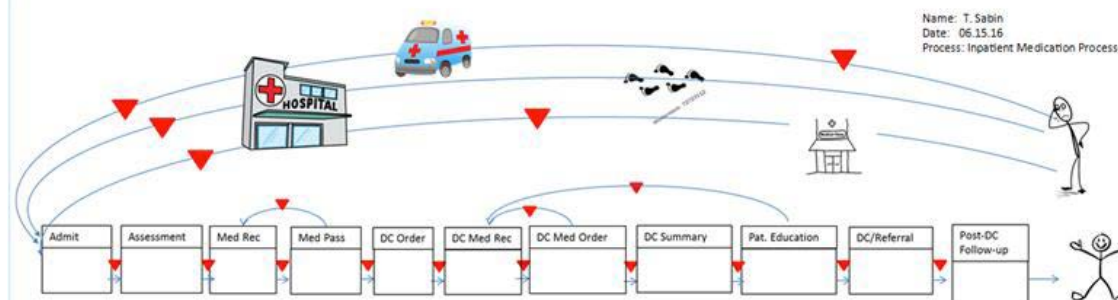 Name: T. Sabin
Date: 06.15.16
Process: Inpatient Medication Process
HOSPITAL
Admit
Assessment
Med Rec
Med Pass
DC Order
DC Med Rec
DC Med Order
DC Summary
Pat. Education
DC/Referral
Post-DC
Follow-up